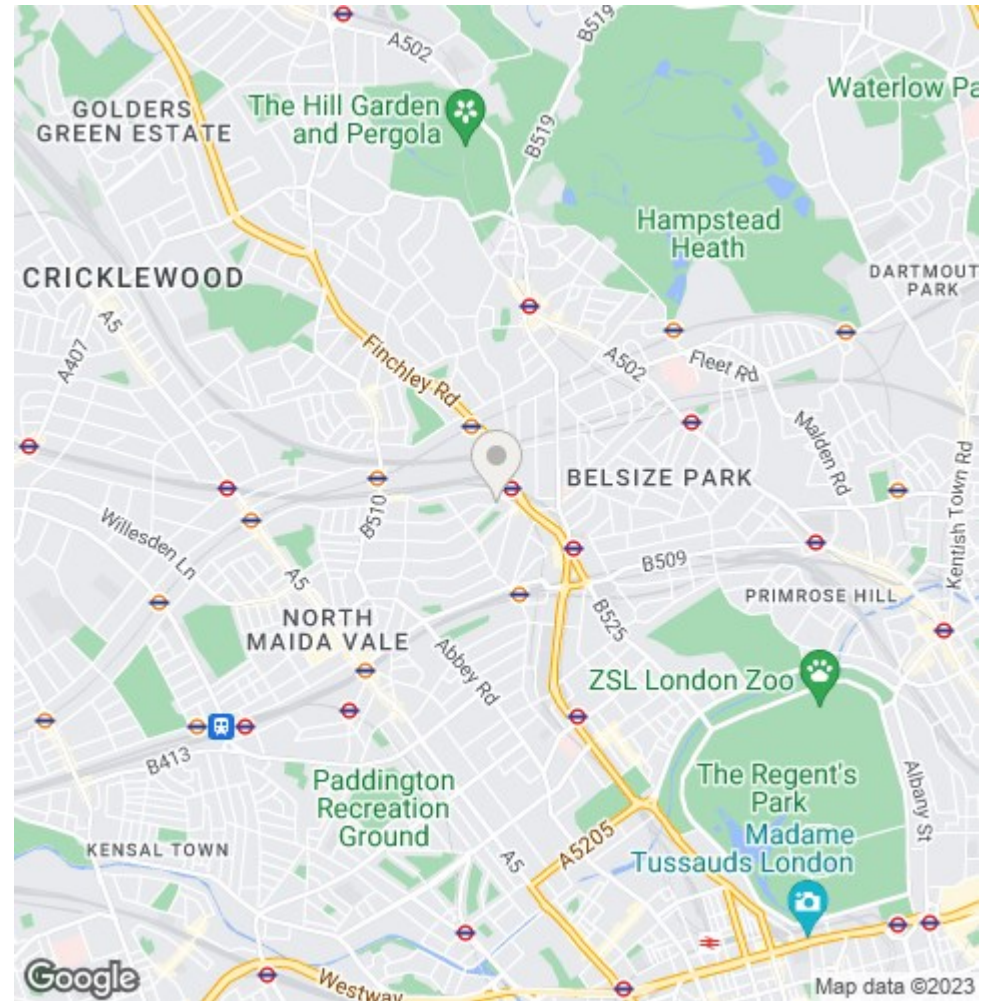 A502
B519
Waterlow Pa
GOLDERS
GREEN ESTATE
The Hill Garden
and Pergola
B519
Hampstead
Heath
CRICKLEWOOD
DARTMOUT
PARK
A5
A407
Finchley Rd
A502
Fleet Rd
Malden Rd
BELSIZE PARK
B510
Willesden Ln
Kentish Town Rd
A5
B509
PRIMROSE HILL
NORTH
MAIDA VALE
B525
Abbey Rd
ZSL London Zoo
B413
The Regent's
Park
Albany St
Paddington
Recreation
Ground
Madame
Tussauds London
KENSAL TOWN
A5
A5205
Westway
Google
Map data ©2023